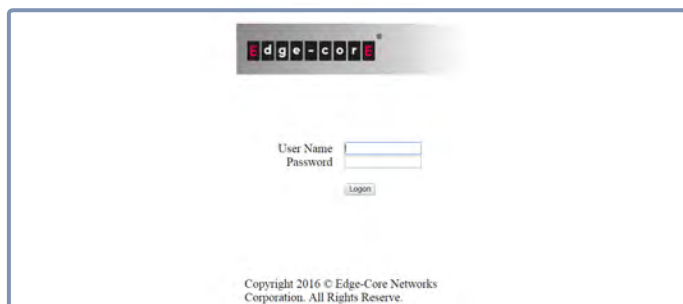 Edge-corE®
User Name
Password
Logon
Copyright 2016 © Edge-Core Networks
Corporation. All Rights Reserve.